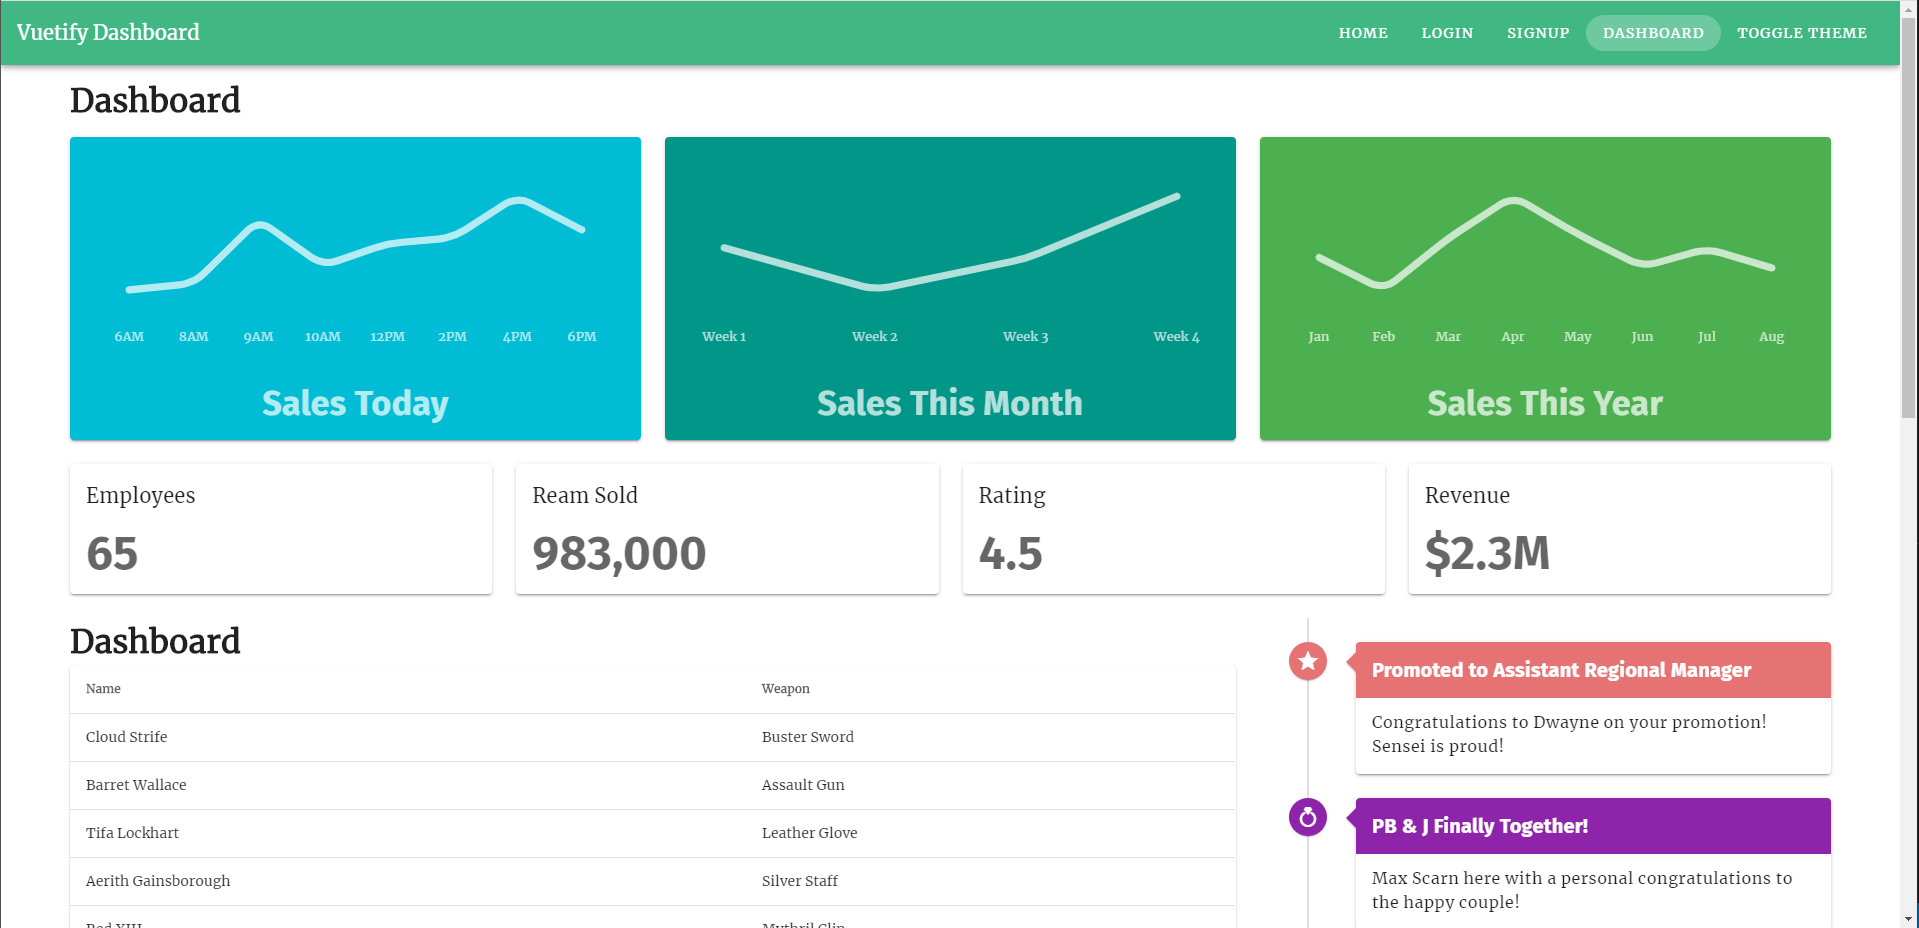 Vuetify Dashboard
HOME LOGIN SIGNUP DASHBOARD TOGGLE THEME
Dashboard
6AM 8AM 9AM 10AM 12PM 2PM 4PM 6PM
Sales Today
Week 1 Week 2 Week 3 Week 4
Sales This Month
Jan Feb Mar Apr May Jun Jul Aug
Sales This Year
Employees
65
Ream Sold
983,000
Rating
4.5
Revenue
$2.3M
Dashboard
Name Weapon
Cloud Strife Buster Sword
Barret Wallace Assault Gun
Tifa Lockhart Leather Glove
Aerith Gainsborough Silver Staff
Red XIII Mythril Clip
Promoted to Assistant Regional Manager
Congratulations to Dwayne on your promotion!
Sensei is proud!
PB & J Finally Together!
Max Scarn here with a personal congratulations to
the happy couple!